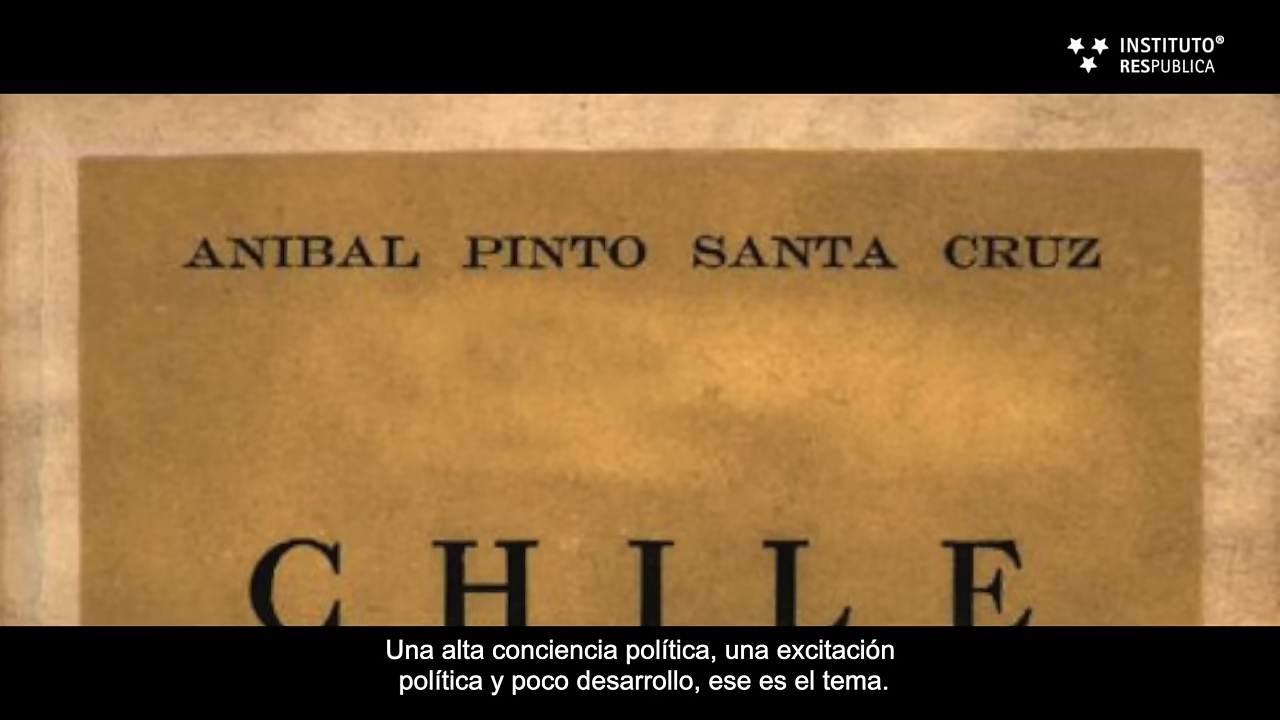 INSTITUTO®
RESPUBLICA
ANIBAL PINTO SANTA CRUZ
CHILE
Una alta conciencia política, una excitación
política y poco desarrollo, ese es el tema.